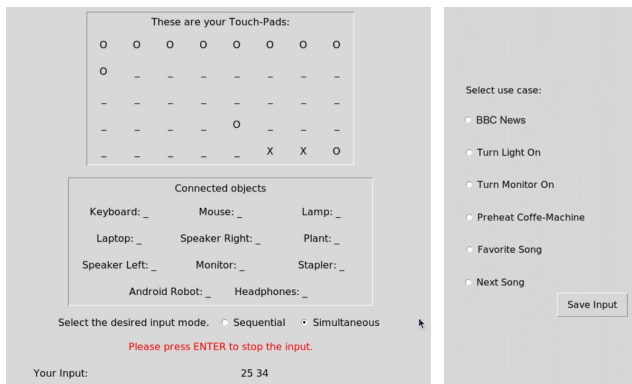 These are your Touch-Pads:
O O O O O O O O
O _ _ _ _ _ _ _
_ _ _ _ _ _ _ _
_ _ _ _ O _ _ _
_ _ _ _ _ X X O
Connected objects
Keyboard: _ Mouse: _ Lamp: _
Laptop: _ Speaker Right: _ Plant: _
Speaker Left: _ Monitor: _ Stapler: _
Android Robot: _ Headphones: _
Select the desired input mode. Sequential Simultaneous
Please press ENTER to stop the input.
Your Input: 25 34
Select use case:
BBC News
Turn Light On
Turn Monitor On
Preheat Coffe-Machine
Favorite Song
Next Song
Save Input